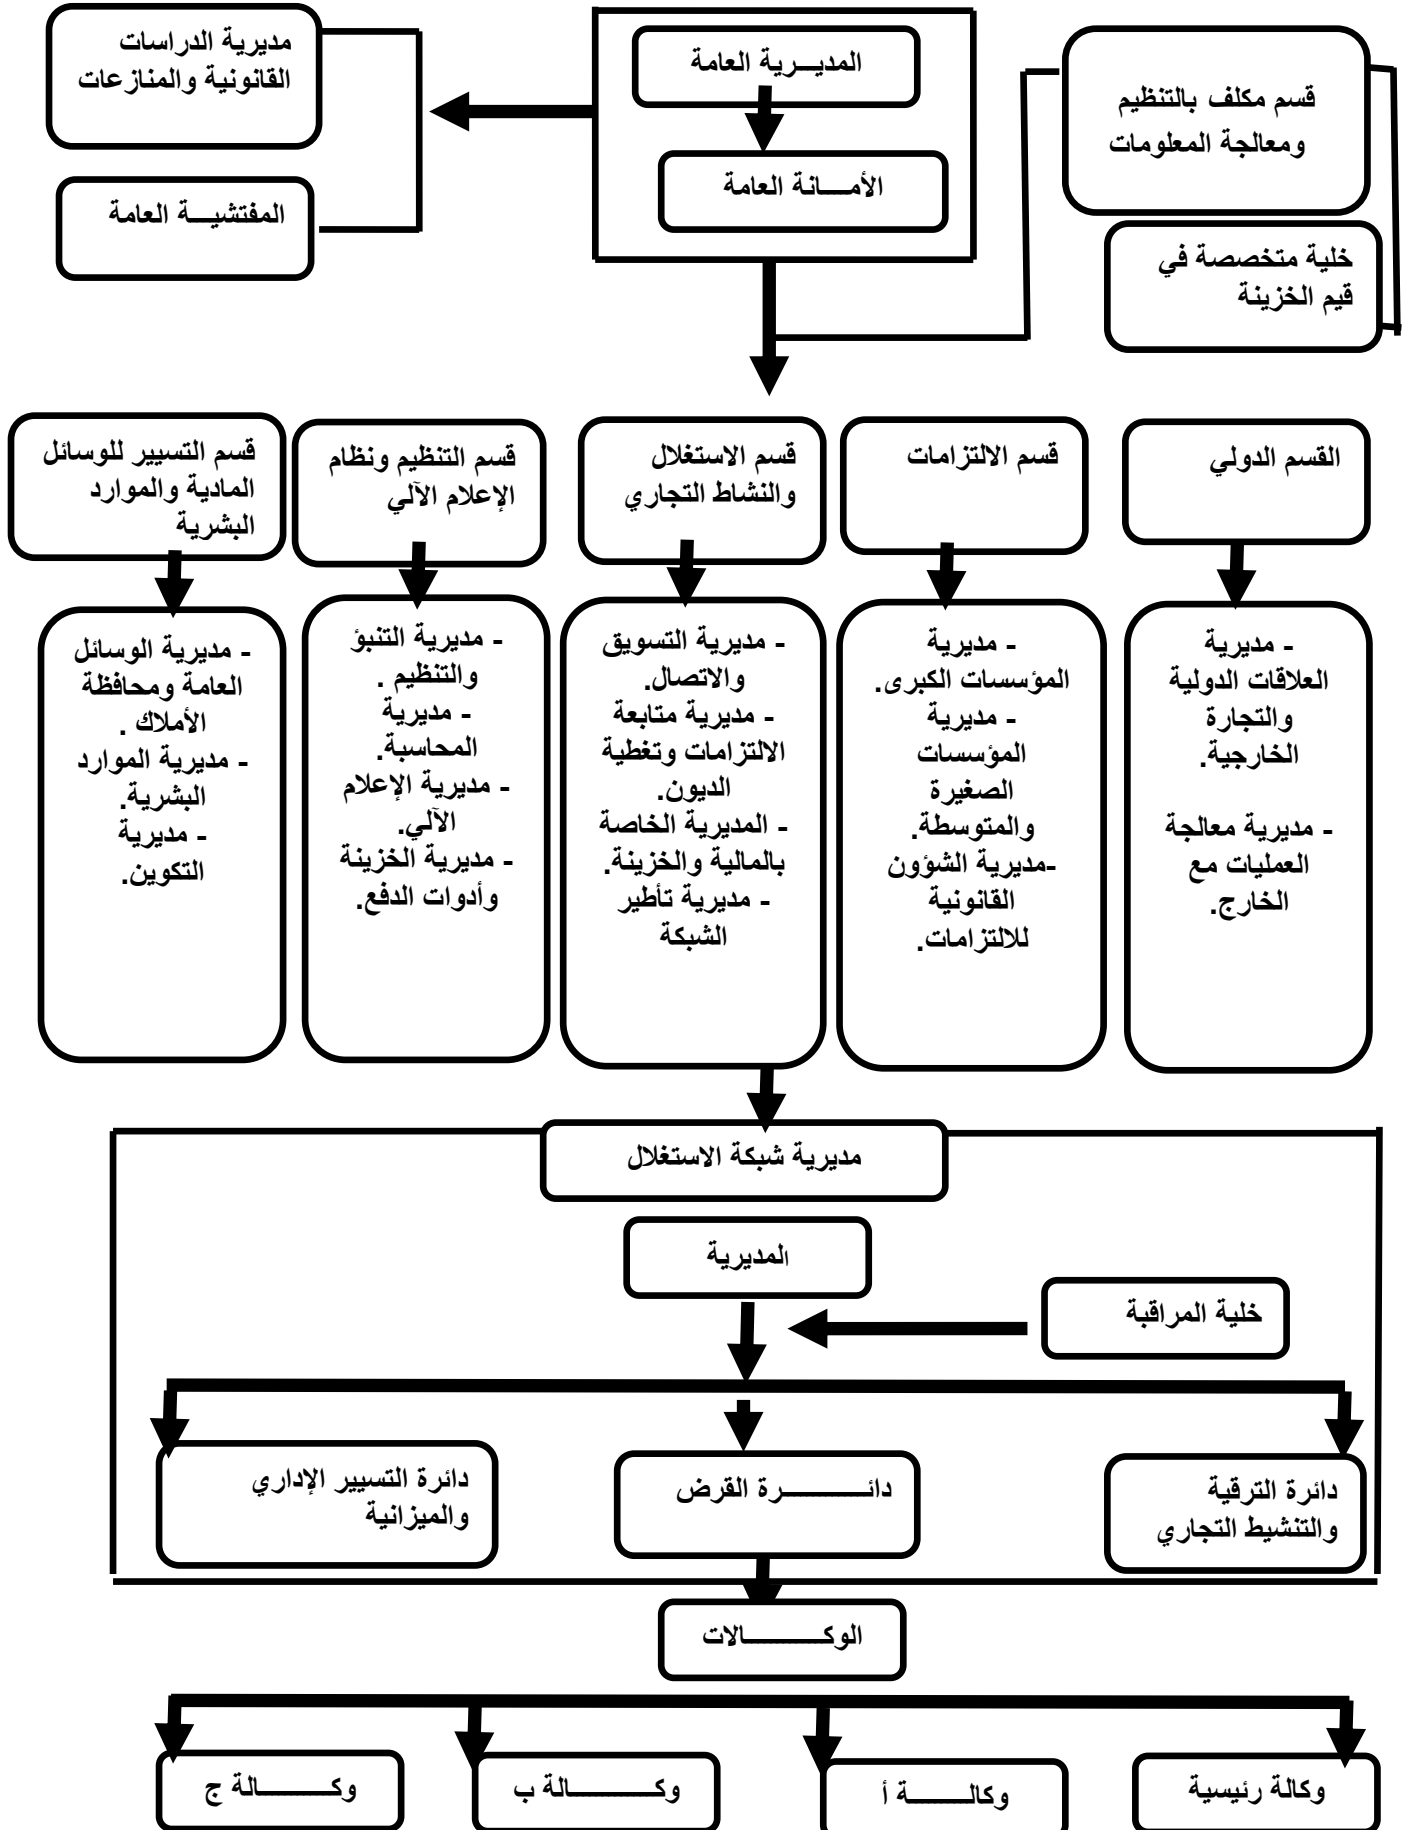 قسم مكلف بالتنظيم
ومعالجة المعلومات
خلية متخصصة في
قيم الخزينة
المديـــرية العامة
الأمـــانة العامة
مديرية الدراسات
القانونية والمنازعات
المفتشيـــة العامة
القسم الدولي
قسم الالتزامات
قسم الاستغلال
والنشاط التجاري
قسم التنظيم ونظام
الإعلام الآلي
قسم التسيير للوسائل
المادية والموارد
البشرية
- مديرية
العلاقات الدولية
والتجارة
الخارجية.
- مديرية معالجة
العمليات مع
الخارج.
- مديرية
المؤسسات الكبرى.
- مديرية
المؤسسات
الصغيرة
والمتوسطة.
-مديرية الشؤون
القانونية
للالتزامات.
- مديرية التسويق
والاتصال.
- مديرية متابعة
الالتزامات وتغطية
الديون.
- المديرية الخاصة
بالمالية والخزينة.
- مديرية تأطير
الشبكة
- مديرية التنبؤ
والتنظيم .
- مديرية
المحاسبة.
- مديرية الإعلام
الآلي.
- مديرية الخزينة
وأدوات الدفع.
- مديرية الوسائل
العامة ومحافظة
الأملاك .
- مديرية الموارد
البشرية.
- مديرية
التكوين.
مديرية شبكة الاستغلال
المديرية
خلية المراقبة
دائرة الترقية
والتنشيط التجاري
دائـــــــرة القرض
دائرة التسيير الإداري
والميزانية
الوكــــــــالات
وكالة رئيسية
وكالـــــــة أ
وكــــــــالة ب
وكـــــــالة ج